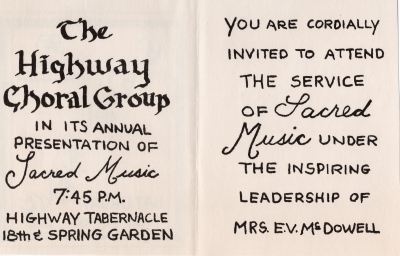 The
Highway
Choral Group
IN ITS ANNUAL
PRESENTATION OF
Sacred Music
7:45 P.M.
HIGHWAY TABERNACLE
18th & SPRING GARDEN
YOU ARE CORDIALLY
INVITED TO ATTEND
THE SERVICE
OF Sacred
Music UNDER
THE INSPIRING
LEADERSHIP OF
MRS. E.V. McDOWELL